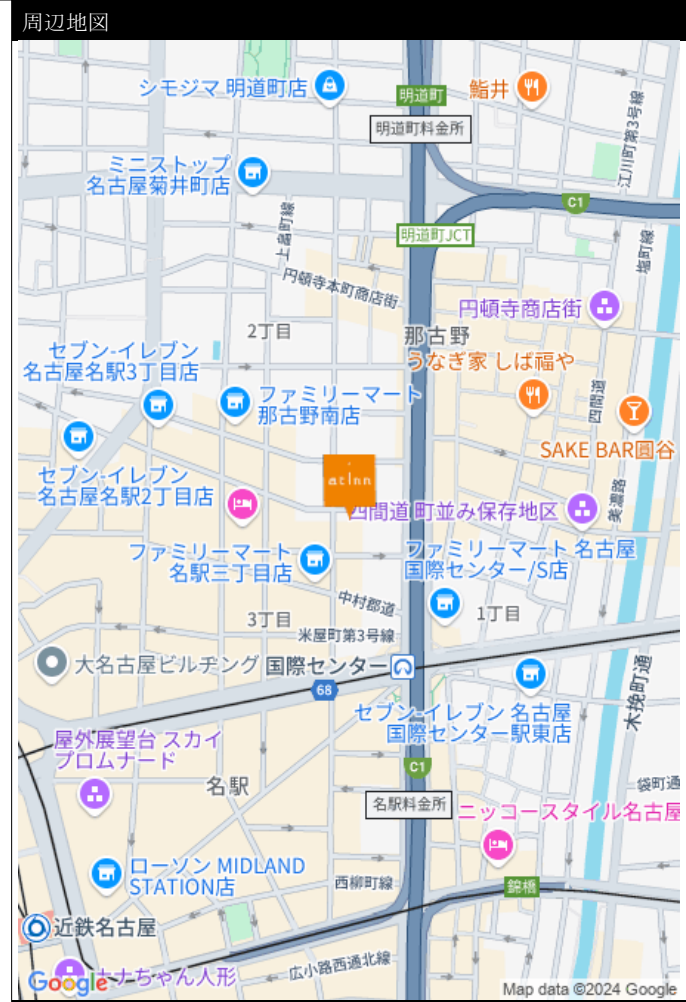 周辺地図
シモジマ 明道町店
明道町
鮨井
明道町料金所
江川町第3号線
ミニストップ
名古屋菊井町店
C1
上畠町線
明道町JCT
塩町線
円頓寺本町商店街
円頓寺商店街
2丁目
那古野
セブン-イレブン
名古屋名駅3丁目店
うなぎ家 しば福や
ファミリーマート
那古野南店
四間道
SAKE BAR圓谷
セブン-イレブン
名古屋名駅2丁目店
at inn
四間道 町並み保存地区
美濃路
ファミリーマート
名駅三丁目店
ファミリーマート 名古屋
国際センター/S店
中村郡道
3丁目
1丁目
米屋町第3号線
大名古屋ビルヂング
国際センター
68
木挽町通
セブン-イレブン 名古屋
国際センター駅東店
屋外展望台 スカイ
プロムナード
C1
名駅
袋町通
名駅料金所
ニッコースタイル名古屋
ローソン MIDLAND
STATION店
西柳町線
錦橋
近鉄名古屋
広小路西通北線
ナナちゃん人形
Google
Map data ©2024 Google